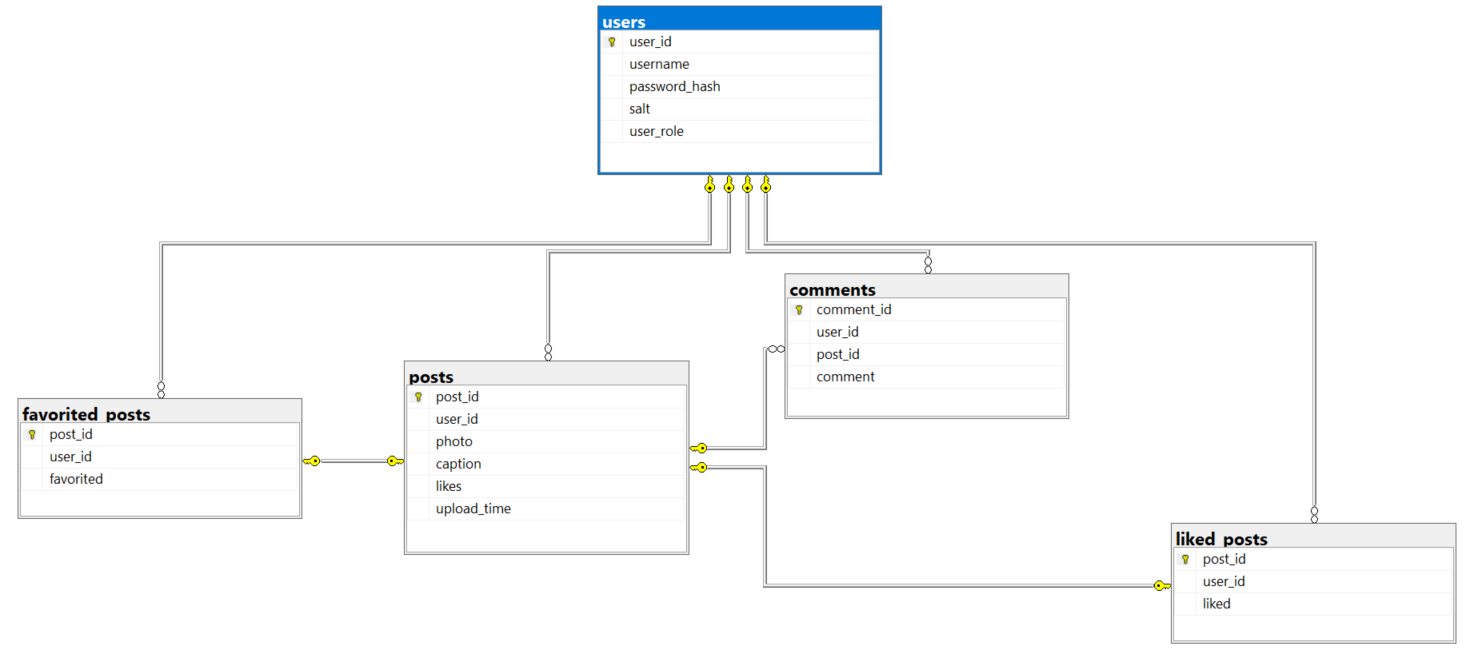 users
user_id
username
password_hash
salt
user_role
comments
comment_id
user_id
post_id
comment
posts
post_id
user_id
photo
caption
likes
upload_time
favorited_posts
post_id
user_id
favorited
liked_posts
post_id
user_id
liked